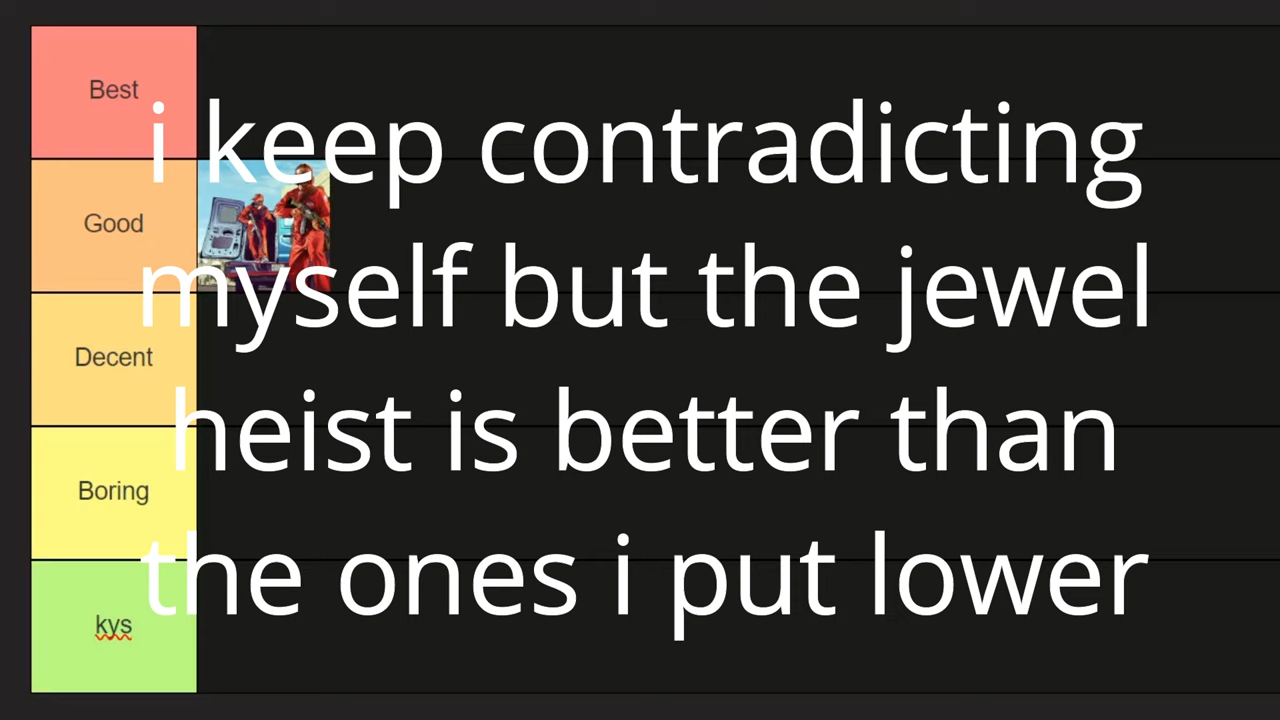 Best
Good
Decent
Boring
kys
i keep contradicting
myself but the jewel
heist is better than
the ones i put lower